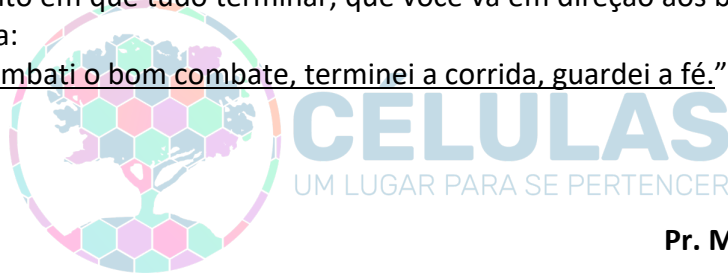 em que tudo terminar, que você vá em direção aos
a:
mbati o bom combate, terminei a corrida, guardei a fé.”
CÉLULAS
UM LUGAR PARA SE PERTENCER
Pr. M